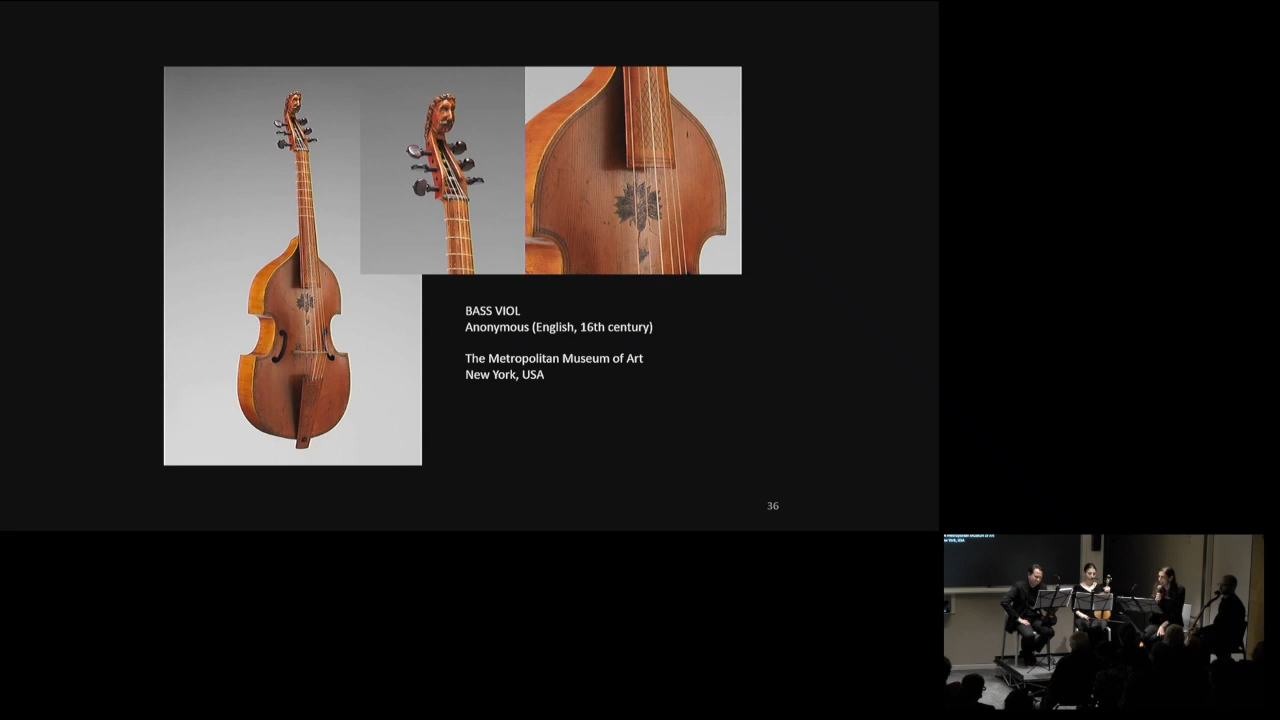 BASS VIOL
Anonymous (English, 16th century)
The Metropolitan Museum of Art
New York, USA
36